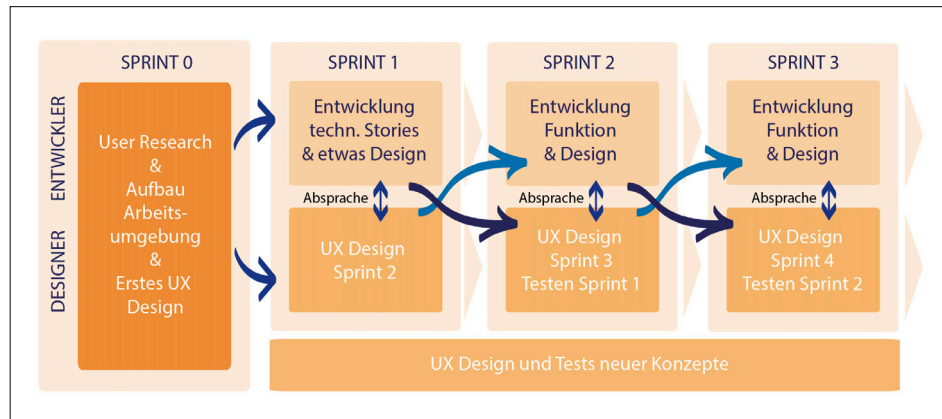 SPRINT 0
SPRINT 1
SPRINT 2
SPRINT 3
ENTWICKLER
DESIGNER
User Research
&
Aufbau
Arbeits-
umgebung
&
Erstes UX
Design
Entwicklung
techn. Stories
& etwas Design
Entwicklung
Funktion
& Design
Entwicklung
Funktion
& Design
Absprache
Absprache
Absprache
UX Design
Sprint 2
UX Design
Sprint 3
Testen Sprint 1
UX Design
Sprint 4
Testen Sprint 2
UX Design und Tests neuer Konzepte